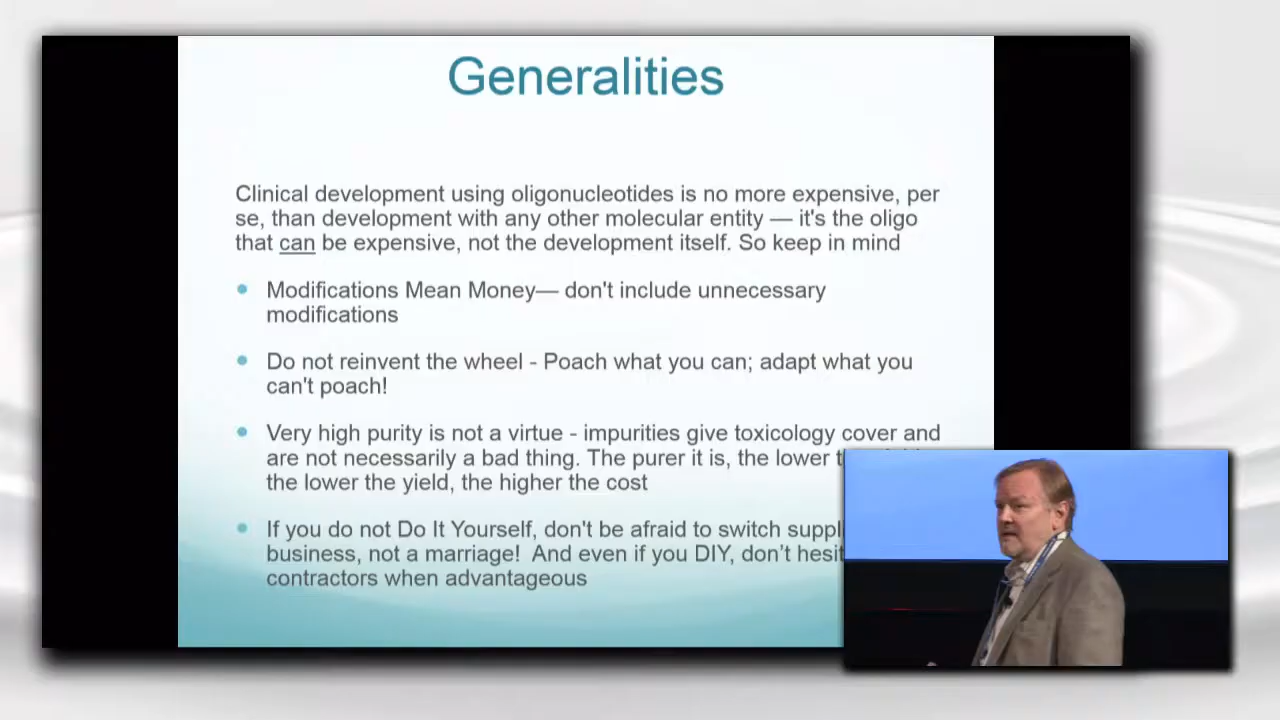 Generalities
Clinical development using oligonucleotides is no more expensive, per
se, than development with any other molecular entity — it's the oligo
that can be expensive, not the development itself. So keep in mind
Modifications Mean Money— don't include unnecessary
modifications
Do not reinvent the wheel - Poach what you can; adapt what you
can't poach!
Very high purity is not a virtue - impurities give toxicology cover and
are not necessarily a bad thing. The purer it is, the lower
the lower the yield, the higher the cost
If you do not Do It Yourself, don't be afraid to switch
business, not a marriage! And even if you DIY, don’t
contractors when advantageous